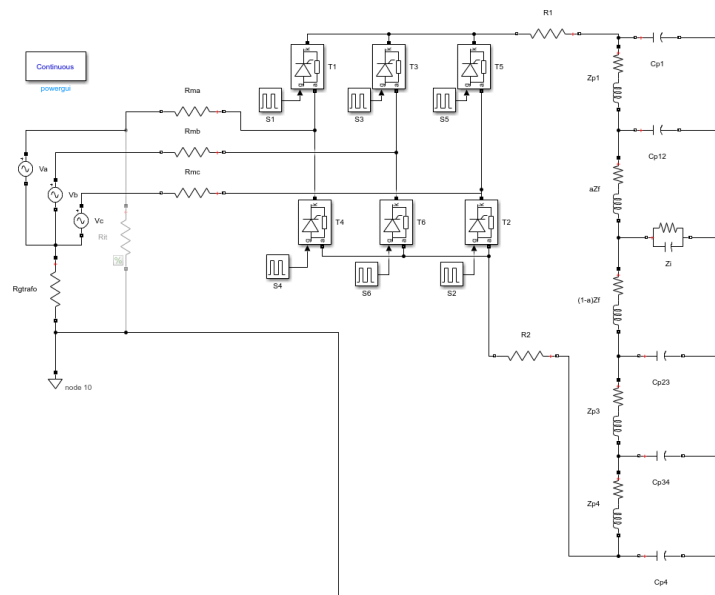 R1
Continuous
powergui
k
T1
g a
k
T3
g a
k
T5
g a
Cp1
Zp1
Rma
S1
S3
S5
Rmb
Cp12
Va
Vb
Rmc
aZf
Vc
k
T4
g a
k
T6
g a
k
T2
g a
Rit
Zi
S4
S6
S2
Rgtrafo
(1-a)Zf
R2
node 10
Cp23
Zp3
Cp34
Zp4
Cp4